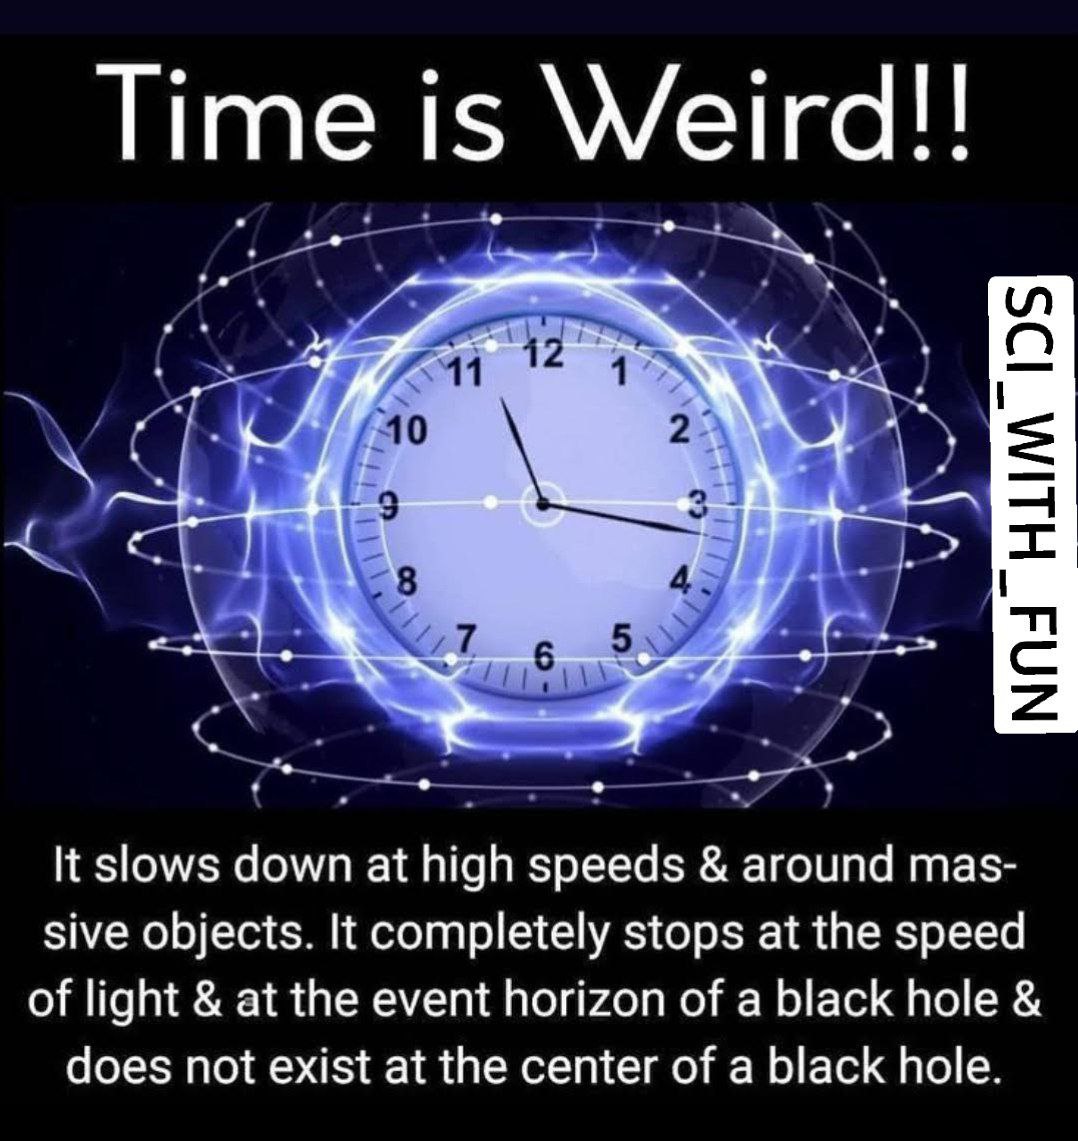 Time is Weird!!
SCI_WITH_FUN
11 12 1
10 2
9 3
8 4
7 6 5
It slows down at high speeds & around mas-
sive objects. It completely stops at the speed
of light & at the event horizon of a black hole &
does not exist at the center of a black hole.